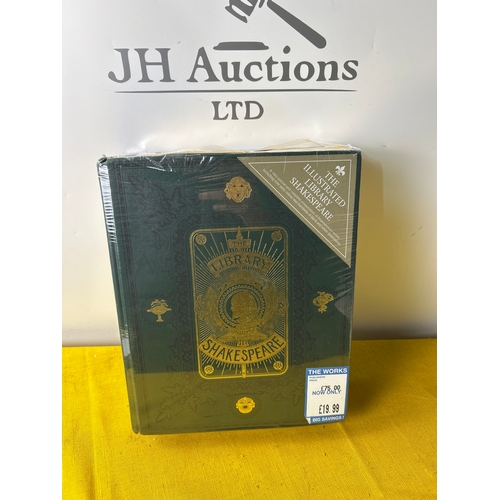 JH Auctions
LTD
THE
ILLUSTRATED
LIBRARY
SHAKESPEARE
THE
LIBRARY
SHAKESPEARE
THE WORKS
£75.00
NOW ONLY
£19.99
BIG SAVINGS!